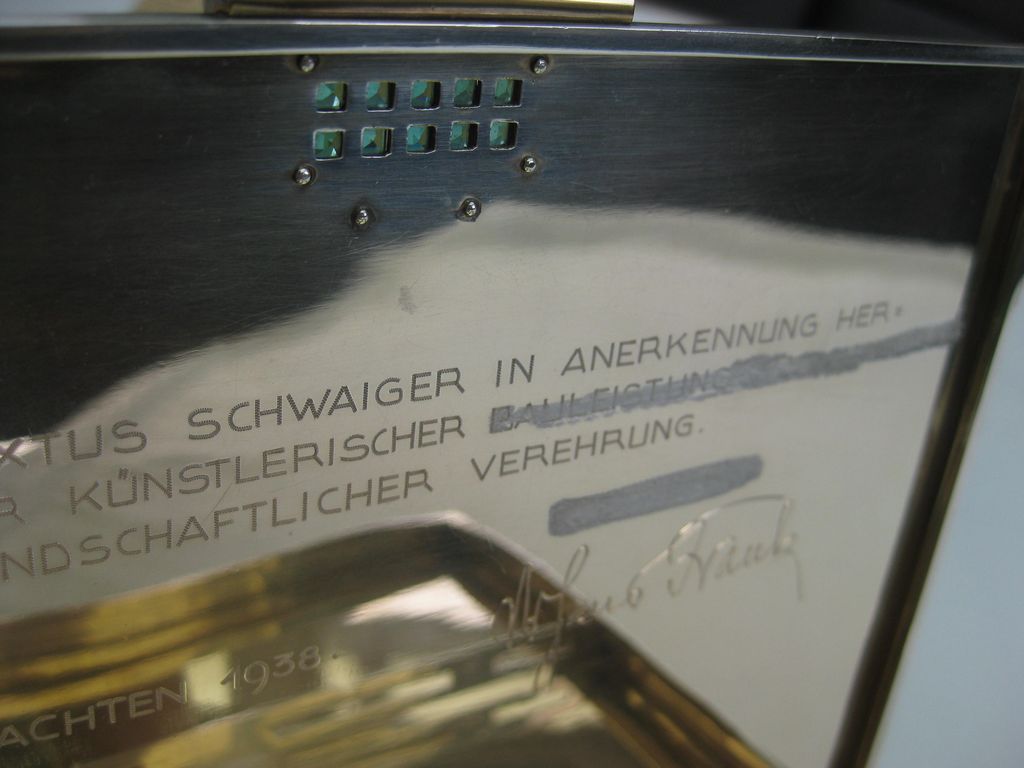 XTUS SCHWAIGER IN ANERKENNUNG HER=
R KÜNSTLERISCHER BAULEISTUNG
NDSCHAFTLICHER VEREHRUNG.
ACHTEN 1938.